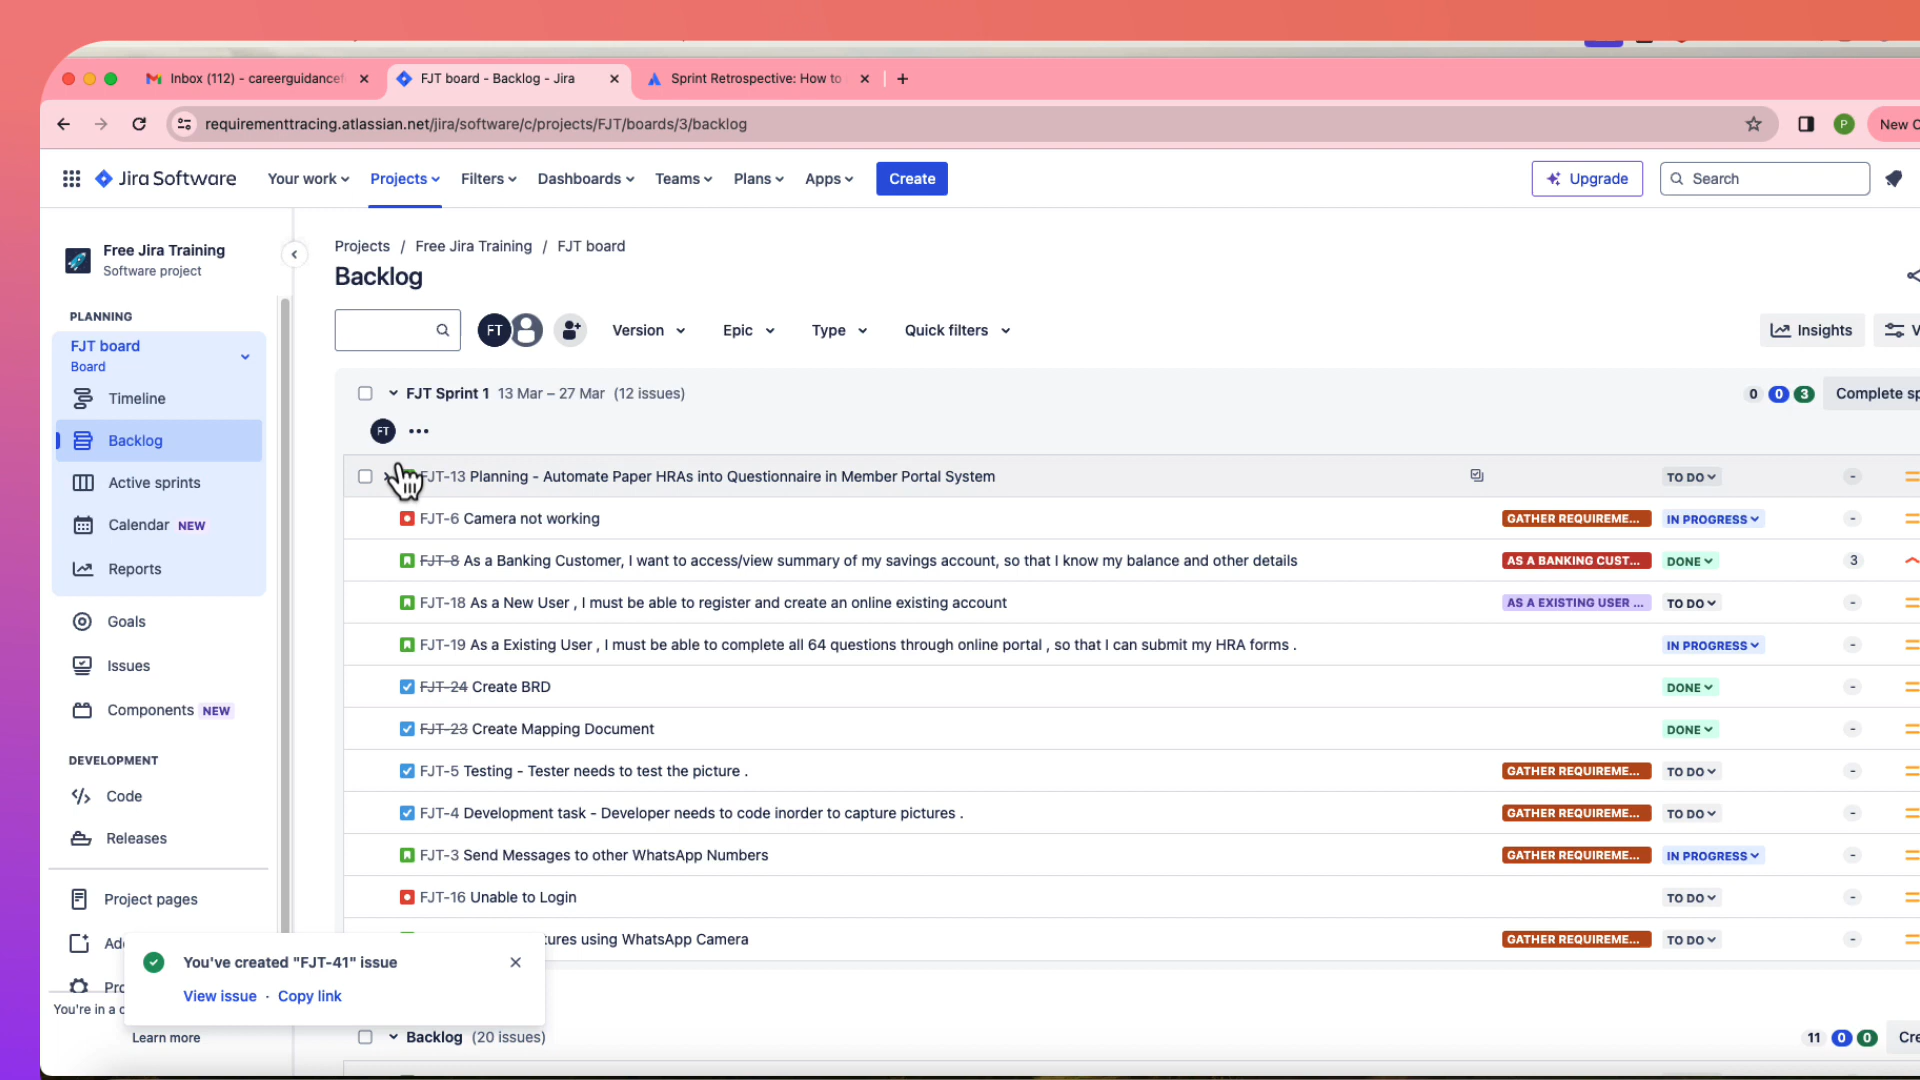 Inbox (112) - careerguidancef
FJT board - Backlog - Jira
Sprint Retrospective: How to
requirementtracing.atlassian.net/jira/software/c/projects/FJT/boards/3/backlog
P
New C
Jira Software
Your work
Projects
Filters
Dashboards
Teams
Plans
Apps
Create
Upgrade
Search
Free Jira Training
Software project
PLANNING
FJT board
Board
Timeline
Backlog
Active sprints
Calendar NEW
Reports
Goals
Issues
Components NEW
DEVELOPMENT
Code
Releases
Project pages
Learn more
Projects / Free Jira Training / FJT board
Backlog
FT
Version
Epic
Type
Quick filters
Insights
V
FJT Sprint 1 13 Mar – 27 Mar (12 issues)
0 0 3
Complete sp
FT
FJT-13 Planning - Automate Paper HRAs into Questionnaire in Member Portal System TO DO -
FJT-6 Camera not working GATHER REQUIREME... IN PROGRESS -
FJT-8 As a Banking Customer, I want to access/view summary of my savings account, so that I know my balance and other details AS A BANKING CUST... DONE 3
FJT-18 As a New User , I must be able to register and create an online existing account AS A EXISTING USER ... TO DO -
FJT-19 As a Existing User , I must be able to complete all 64 questions through online portal , so that I can submit my HRA forms . IN PROGRESS -
FJT-24 Create BRD DONE -
FJT-23 Create Mapping Document DONE -
FJT-5 Testing - Tester needs to test the picture . GATHER REQUIREME... TO DO -
FJT-4 Development task - Developer needs to code inorder to capture pictures . GATHER REQUIREME... TO DO -
FJT-3 Send Messages to other WhatsApp Numbers GATHER REQUIREME... IN PROGRESS -
FJT-16 Unable to Login TO DO -
tures using WhatsApp Camera GATHER REQUIREME... TO DO -
You've created "FJT-41" issue
View issue · Copy link
You're in a c
Backlog (20 issues)
11 0 0
Cre